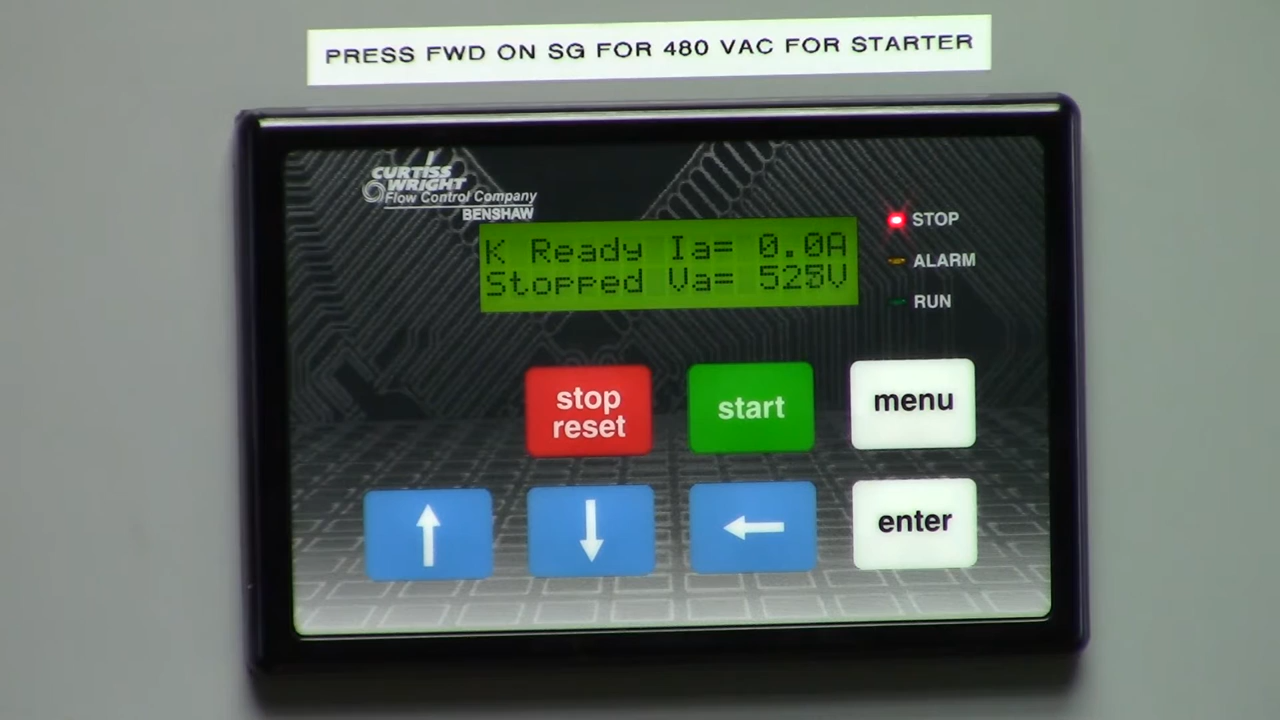 PRESS FWD ON SG FOR 480 VAC FOR STARTER
CURTISS
WRIGHT
Flow Control Company
BENSHAW
K Ready Ia= 0.0A
Stopped Va=
STOP
ALARM
RUN
stop
reset
start
menu
enter